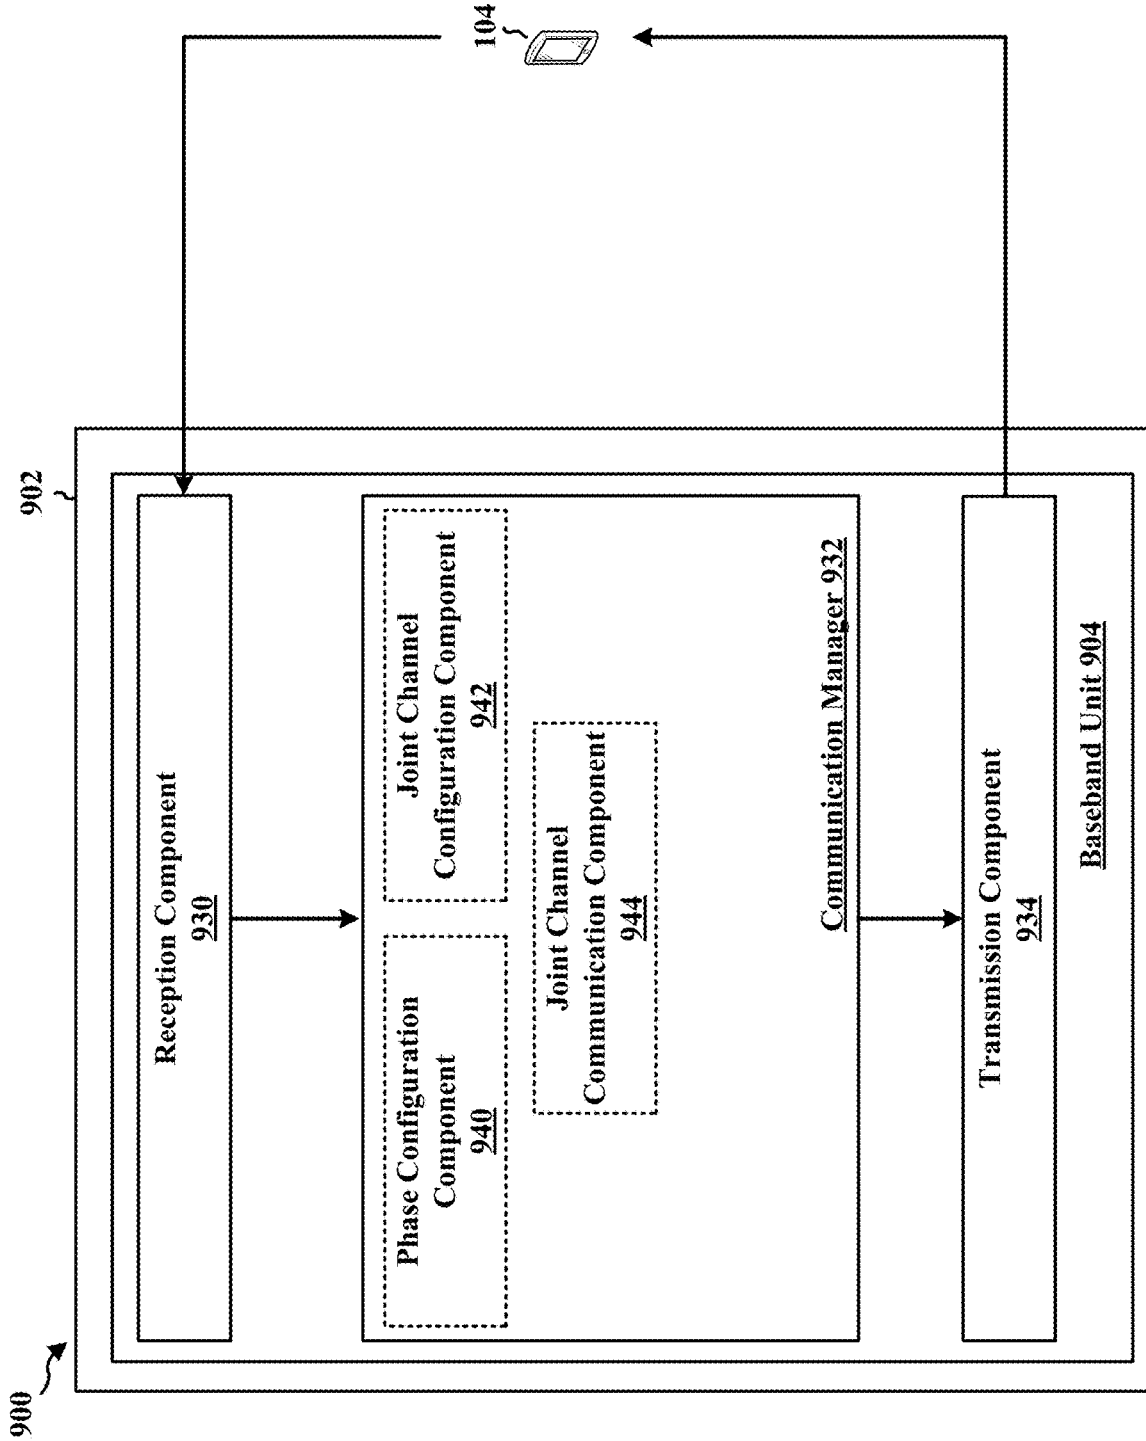 900
902
104
Reception Component
930
Phase Configuration
Component
940
Joint Channel
Configuration Component
942
Joint Channel
Communication Component
944
Communication Manager 932
Transmission Component
934
Baseband Unit 904